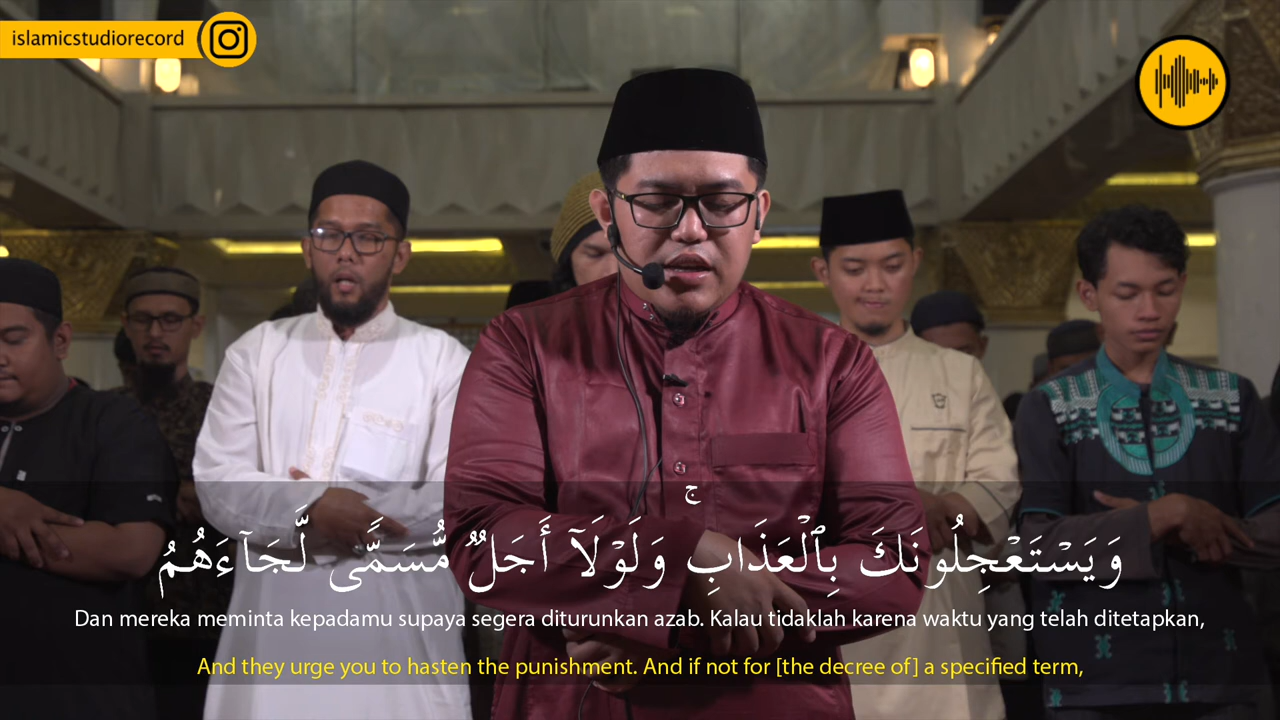 islamicstudiorecord
وَيَسْتَعْجِلُونَكَ بِٱلْعَذَابِ ۚ وَلَوْلَآ أَجَلٌ مُّسَمًّى لَّجَآءَهُمُ
Dan mereka meminta kepadamu supaya segera diturunkan azab. Kalau tidaklah karena waktu yang telah ditetapkan,
And they urge you to hasten the punishment. And if not for [the decree of] a specified term,